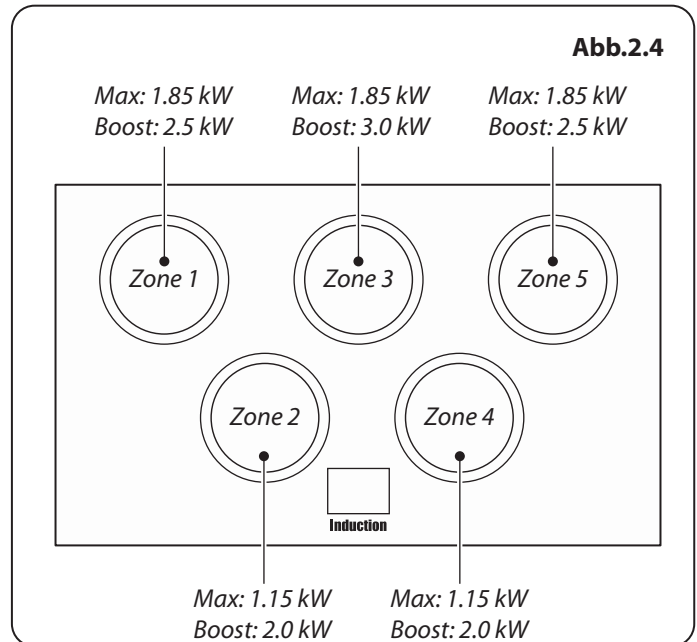 Abb.2.4
Max: 1.85 kW
Boost: 2.5 kW
Max: 1.85 kW
Boost: 3.0 kW
Max: 1.85 kW
Boost: 2.5 kW
Zone 1
Zone 3
Zone 5
Zone 2
Zone 4
Induction
Max: 1.15 kW
Boost: 2.0 kW
Max: 1.15 kW
Boost: 2.0 kW